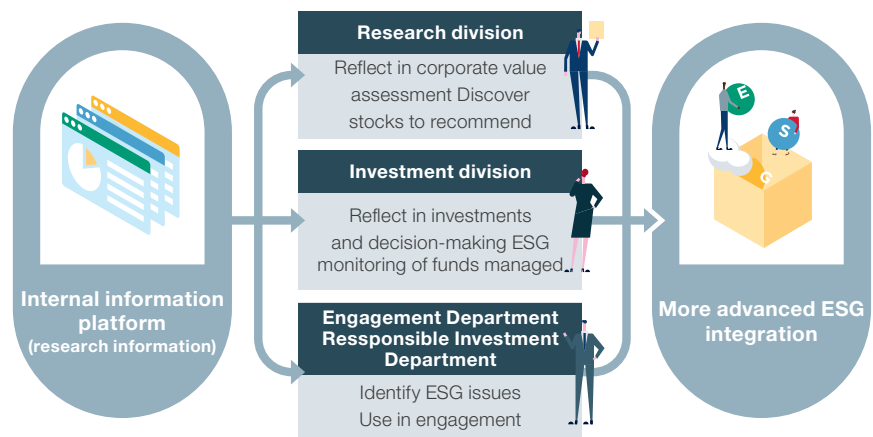 Internal information
platform
(research information)
Research division
Reflect in corporate value
assessment Discover
stocks to recommend
Investment division
Reflect in investments
and decision-making ESG
monitoring of funds managed
Engagement Department
Ressponsible Investment
Department
Identify ESG issues
Use in engagement
E
S
G
More advanced ESG
integration